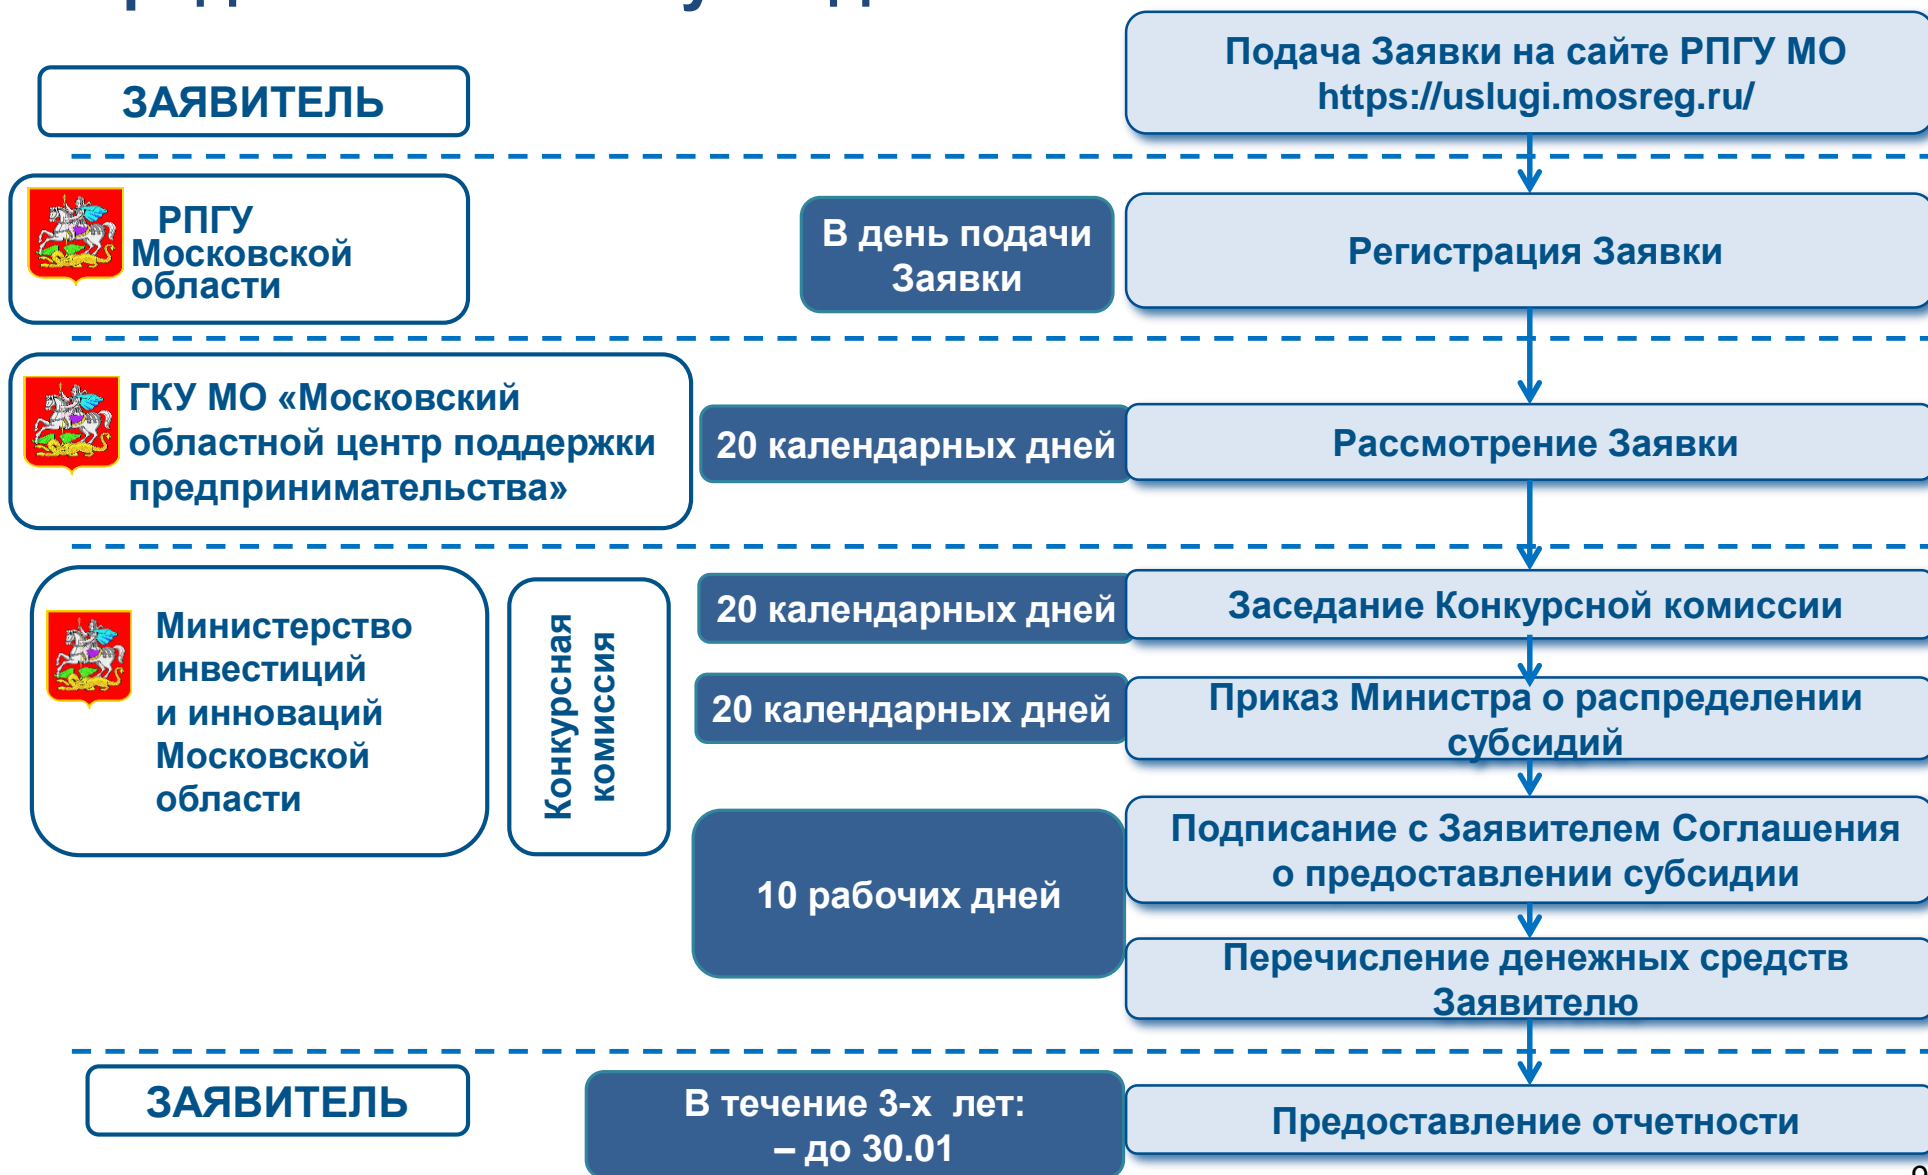 ЗАЯВИТЕЛЬ
Подача Заявки на сайте РПГУ МО
https://uslugi.mosreg.ru/
РПГУ
Московской
области
В день подачи
Заявки
Регистрация Заявки
ГКУ МО «Московский
областной центр поддержки
предпринимательства»
20 календарных дней
Рассмотрение Заявки
Министерство
инвестиций
и инноваций
Московской
области
Конкурсная
комиссия
20 календарных дней
Заседание Конкурсной комиссии
20 календарных дней
Приказ Министра о распределении
субсидий
10 рабочих дней
Подписание с Заявителем Соглашения
о предоставлении субсидии
Перечисление денежных средств
Заявителю
ЗАЯВИТЕЛЬ
В течение 3-х лет:
– до 30.01
Предоставление отчетности